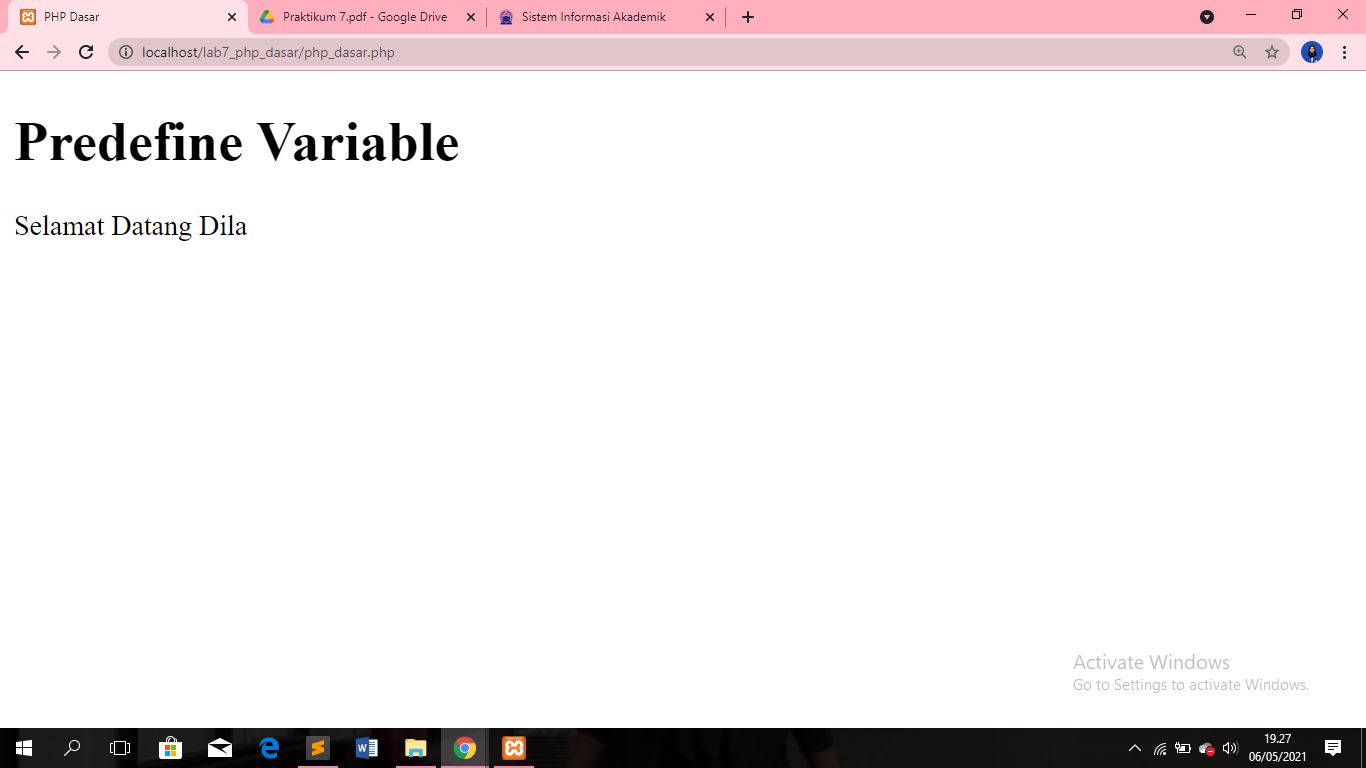 PHP Dasar
Praktikum 7.pdf - Google Drive
Sistem Informasi Akademik
localhost/lab7_php_dasar/php_dasar.php
Predefine Variable
Selamat Datang Dila
Activate Windows
Go to Settings to activate Windows.
19.27
06/05/2021